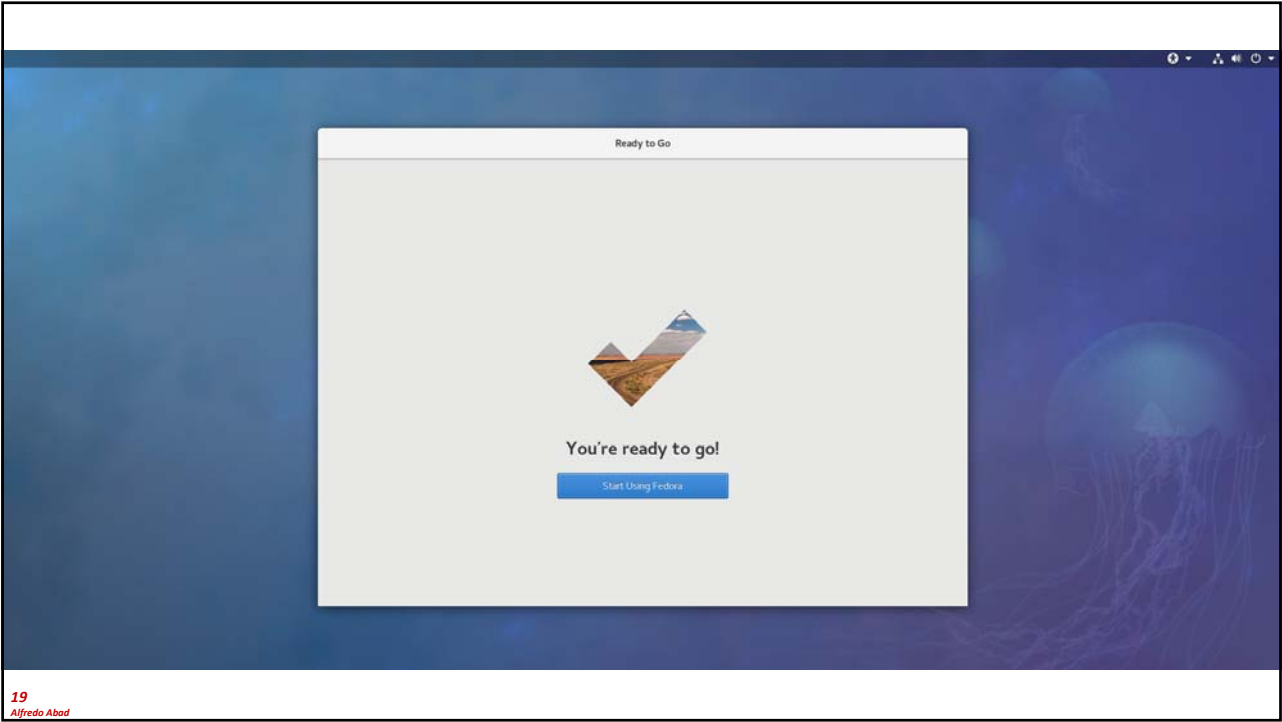 Ready to Go
You're ready to go!
Start Using Fedora
19
Alfredo Abad